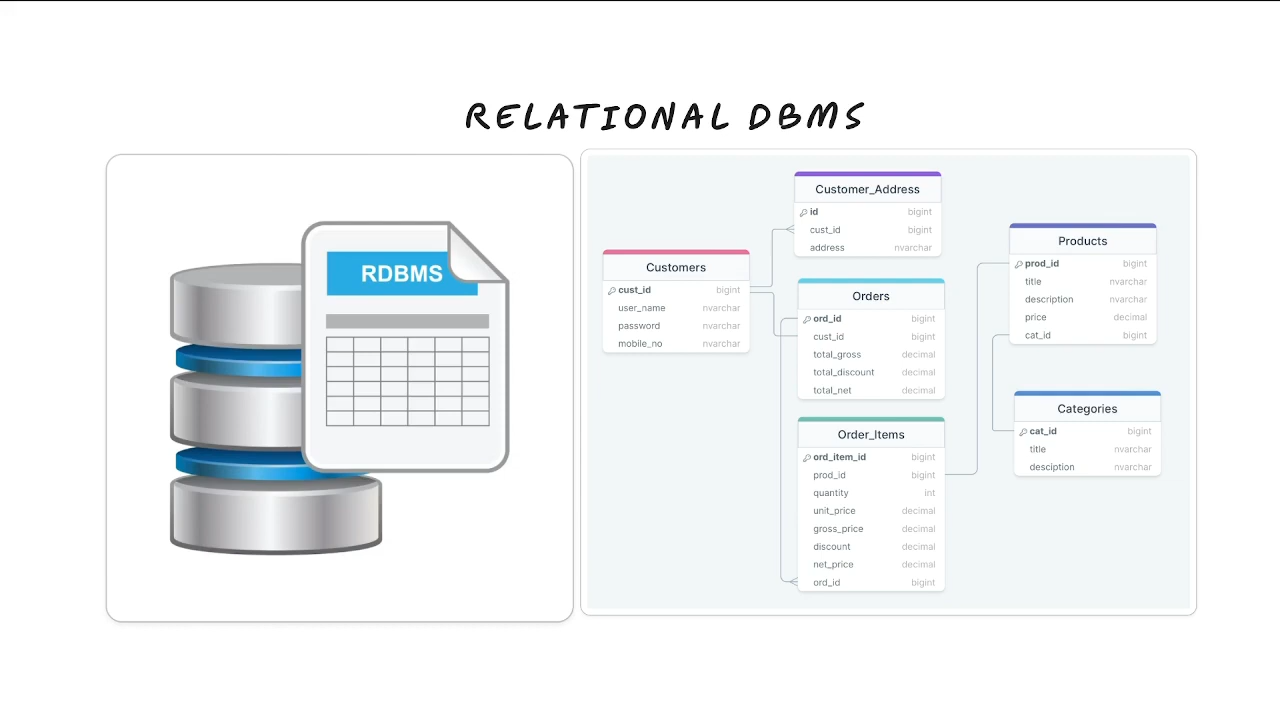 RELATIONAL DBMS
RDBMS
Customers
cust_id bigint
user_name nvarchar
password nvarchar
mobile_no nvarchar
Customer_Address
id bigint
cust_id bigint
address nvarchar
Orders
ord_id bigint
cust_id bigint
total_gross decimal
total_discount decimal
total_net decimal
Order_Items
ord_item_id bigint
prod_id bigint
quantity int
unit_price decimal
gross_price decimal
discount decimal
net_price decimal
ord_id bigint
Products
prod_id bigint
title nvarchar
description nvarchar
price decimal
cat_id bigint
Categories
cat_id bigint
title nvarchar
desciption nvarchar